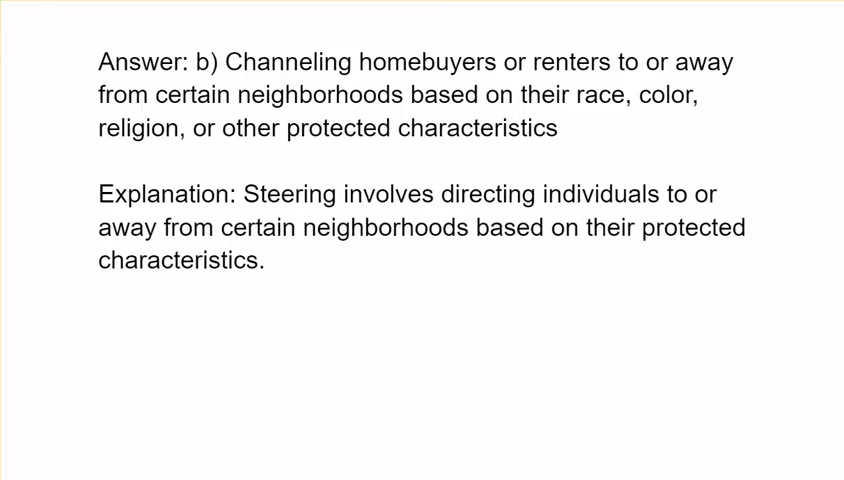 Answer: b) Channeling homebuyers or renters to or away
from certain neighborhoods based on their race, color,
religion, or other protected characteristics
Explanation: Steering involves directing individuals to or
away from certain neighborhoods based on their protected
characteristics.